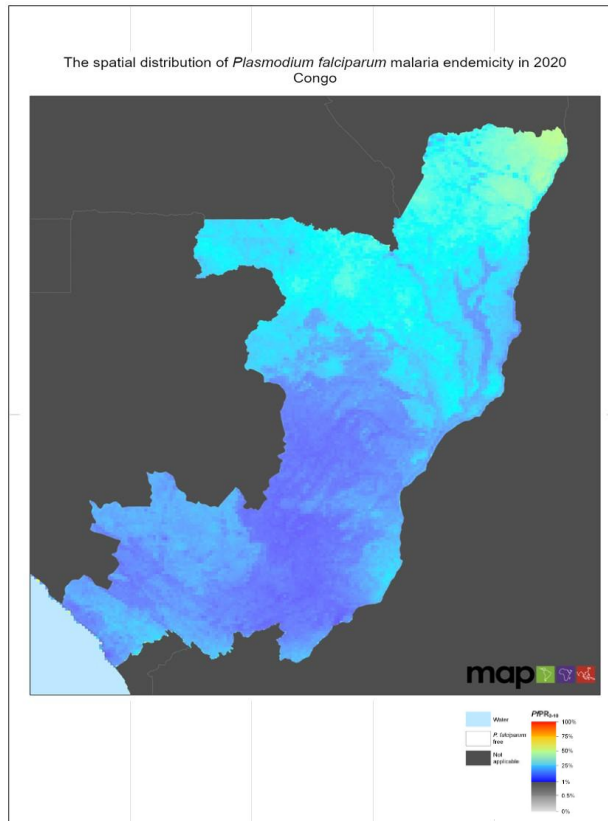 The spatial distribution of Plasmodium falciparum malaria endemicity in 2020
Congo
map
Water
P. falciparum
free
Not
applicable
100%
75%
50%
25%
1%
0.5%
0%